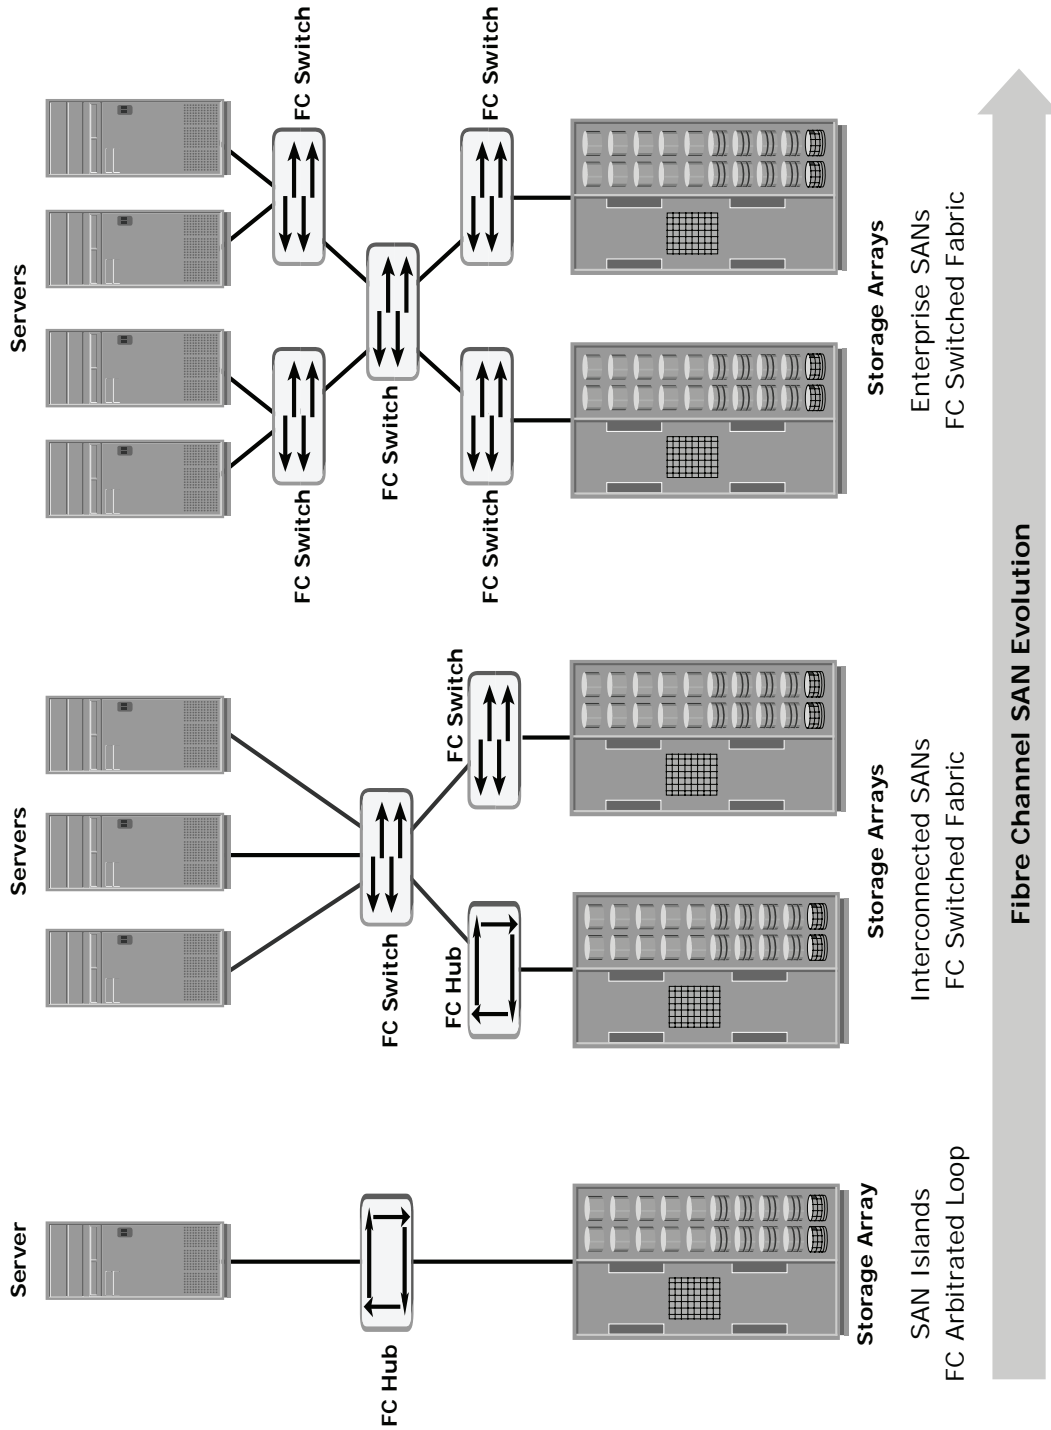 Server
FC Hub
Storage Array
SAN Islands
FC Arbitrated Loop
Servers
FC Switch
FC Hub
FC Switch
Storage Arrays
Interconnected SANs
FC Switched Fabric
Servers
FC Switch
FC Switch
FC Switch
FC Switch
FC Switch
Storage Arrays
Enterprise SANs
FC Switched Fabric
Fibre Channel SAN Evolution